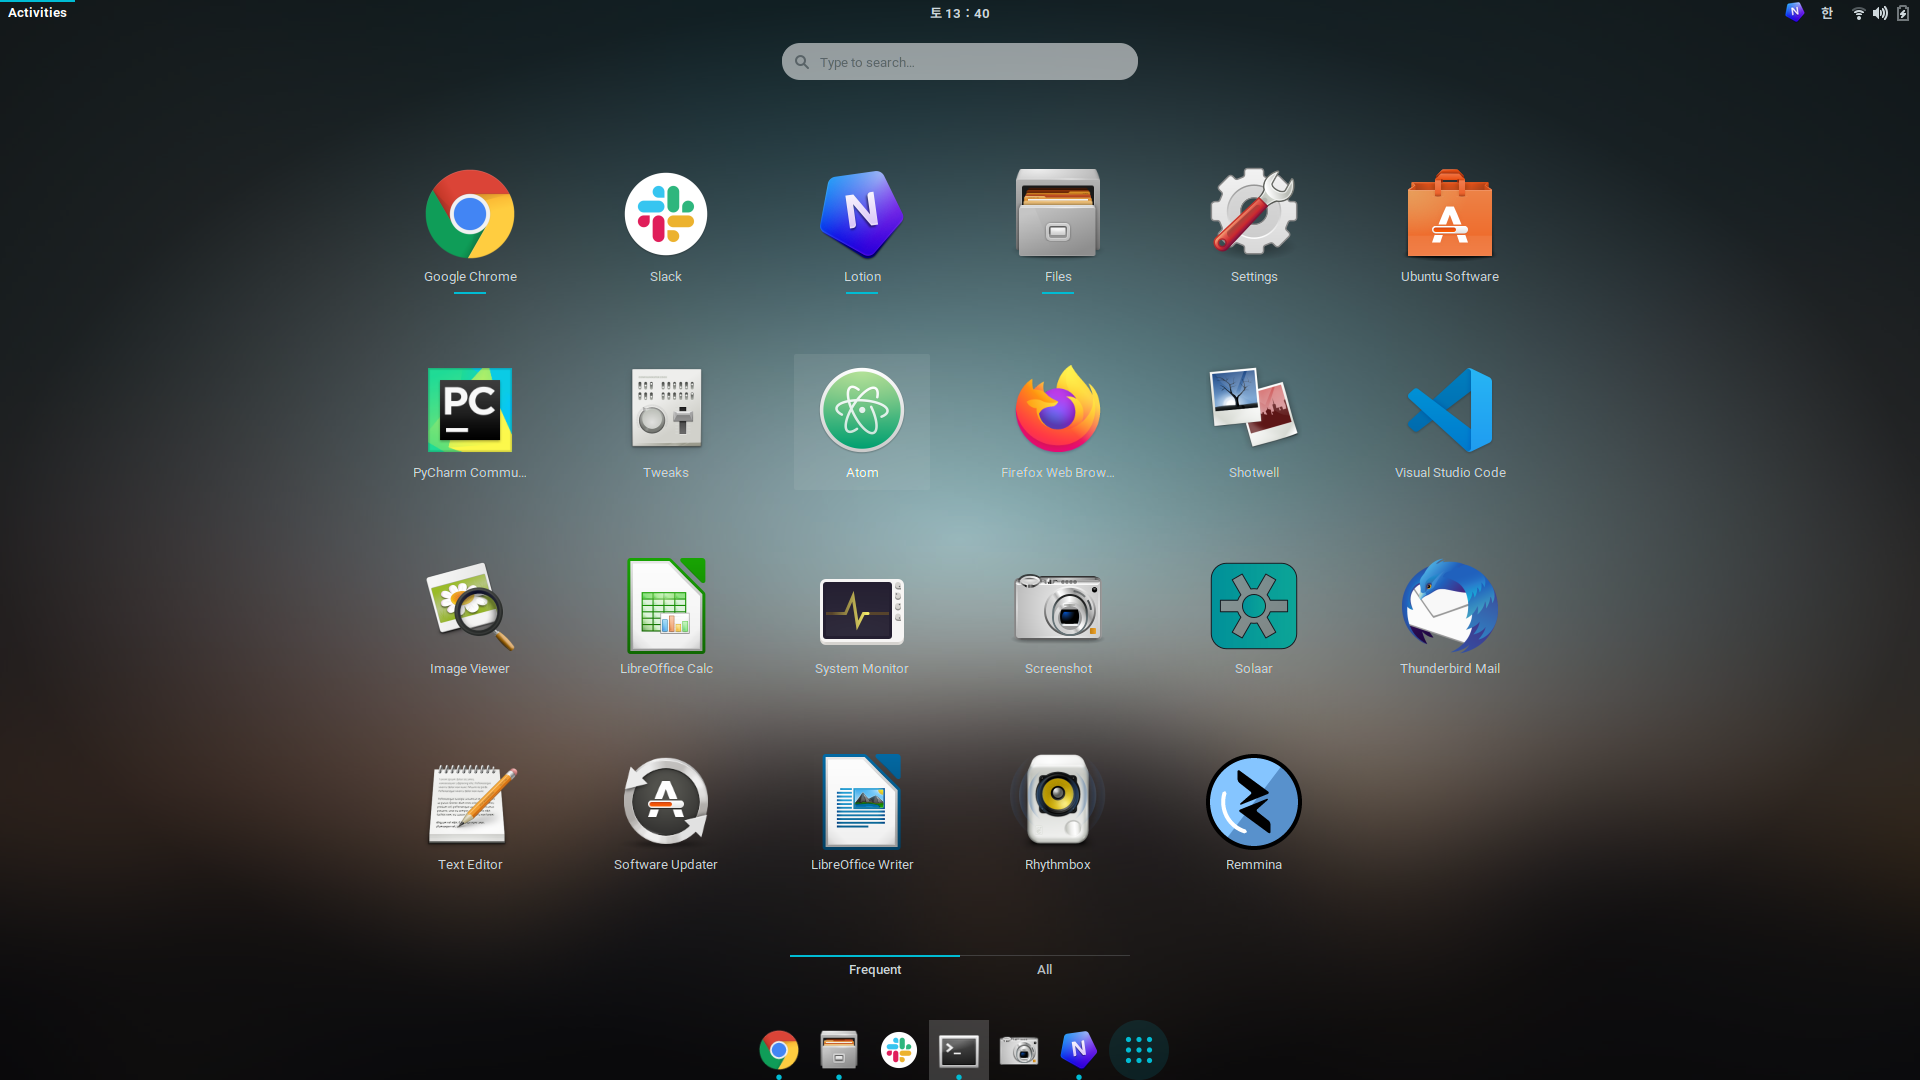 Activities
토 13 : 40
한
Type to search...
Google Chrome
Slack
Lotion
Files
Settings
Ubuntu Software
PyCharm Commu...
Tweaks
Atom
Firefox Web Brow...
Shotwell
Visual Studio Code
Image Viewer
LibreOffice Calc
System Monitor
Screenshot
Solaar
Thunderbird Mail
Text Editor
Software Updater
LibreOffice Writer
Rhythmbox
Remmina
Frequent
All